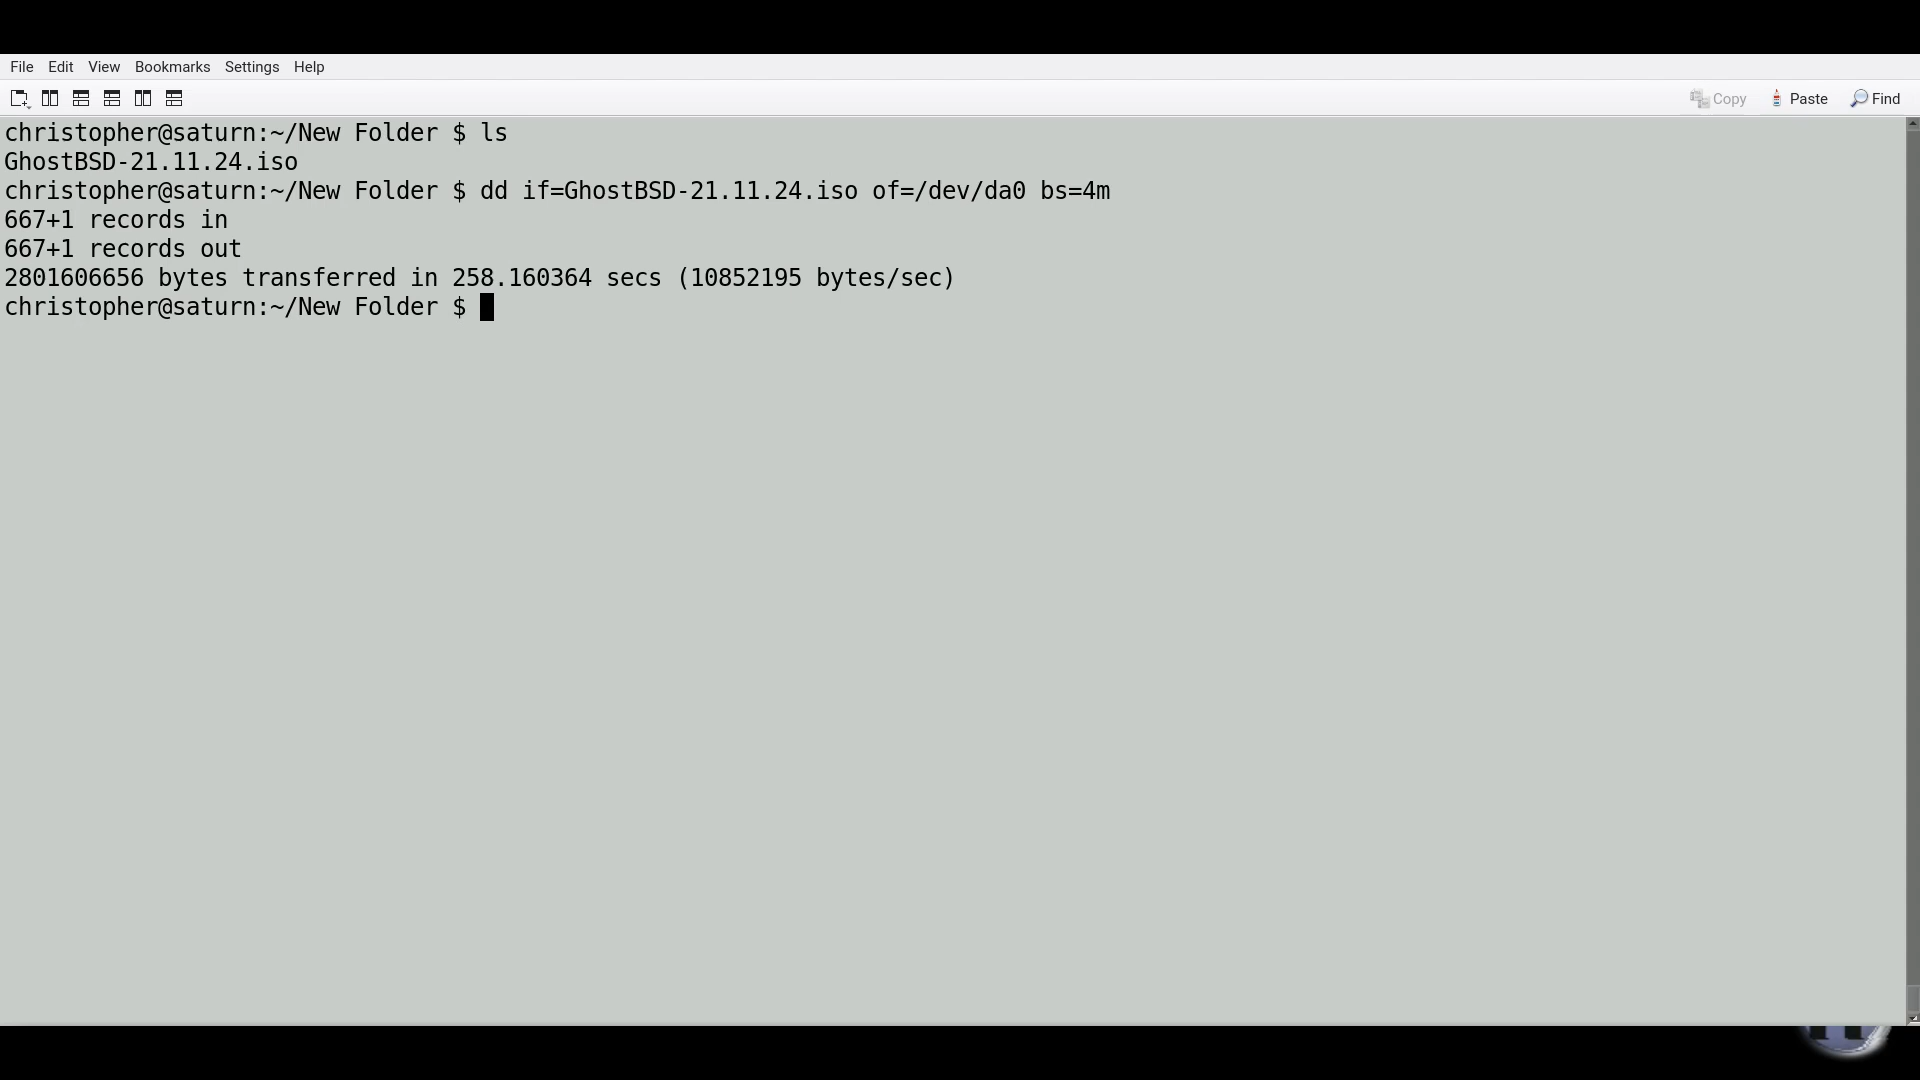 File Edit View Bookmarks Settings Help
Copy Paste Find
christopher@saturn:~/New Folder $ ls
GhostBSD-21.11.24.iso
christopher@saturn:~/New Folder $ dd if=GhostBSD-21.11.24.iso of=/dev/da0 bs=4m
667+1 records in
667+1 records out
2801606656 bytes transferred in 258.160364 secs (10852195 bytes/sec)
christopher@saturn:~/New Folder $